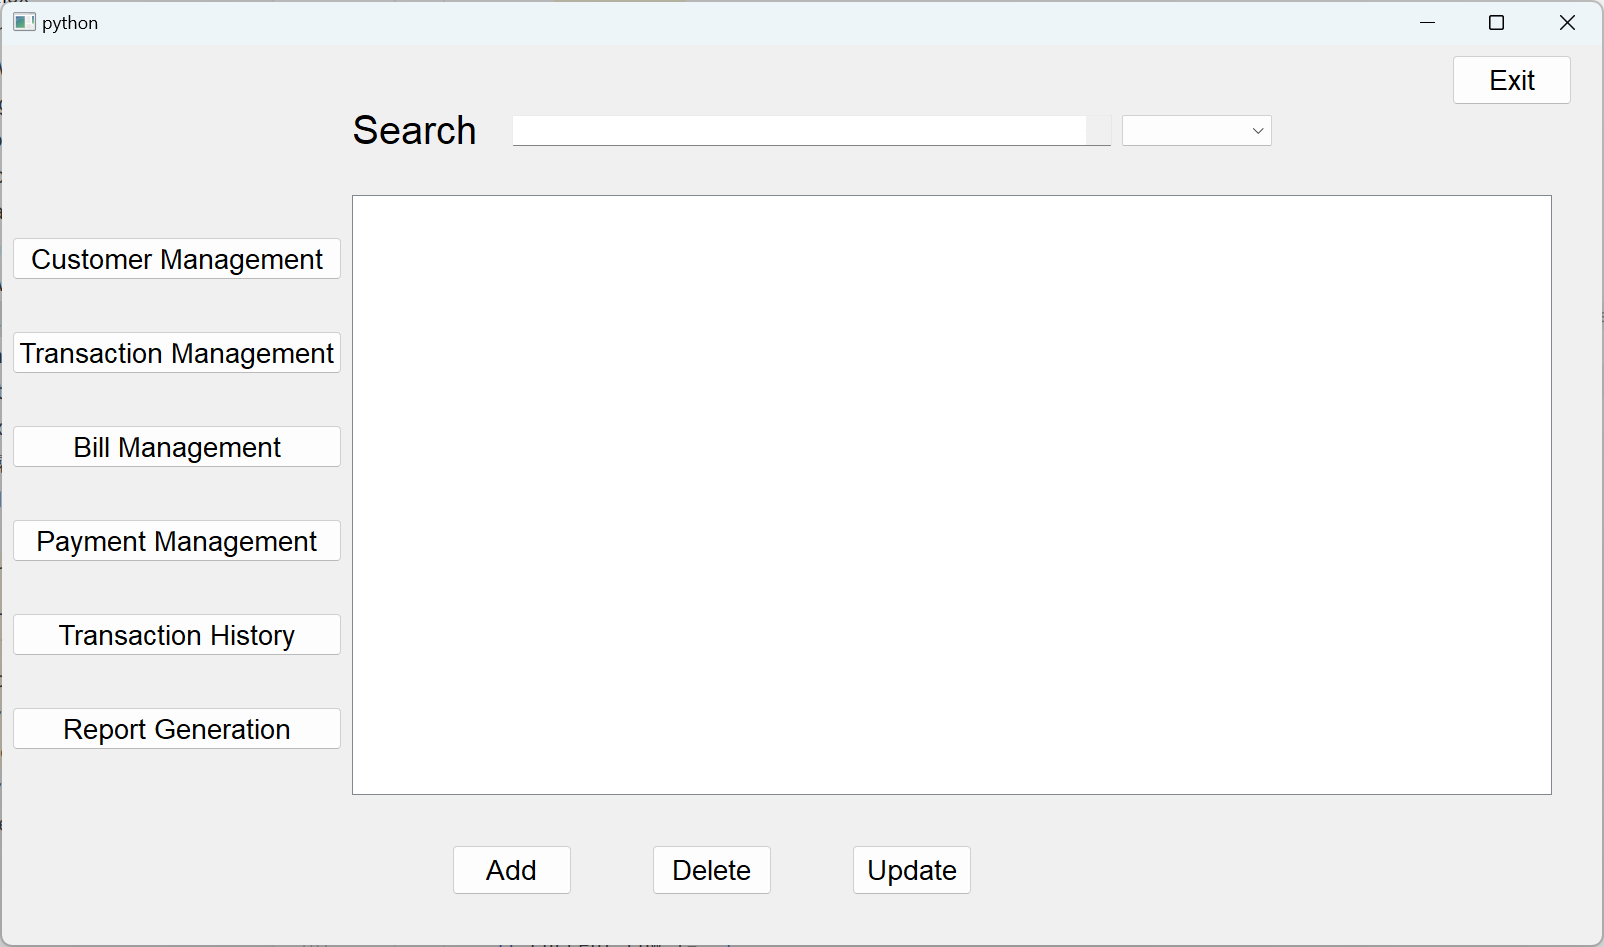 python
Exit
Search
Customer Management
Transaction Management
Bill Management
Payment Management
Transaction History
Report Generation
Add Delete Update